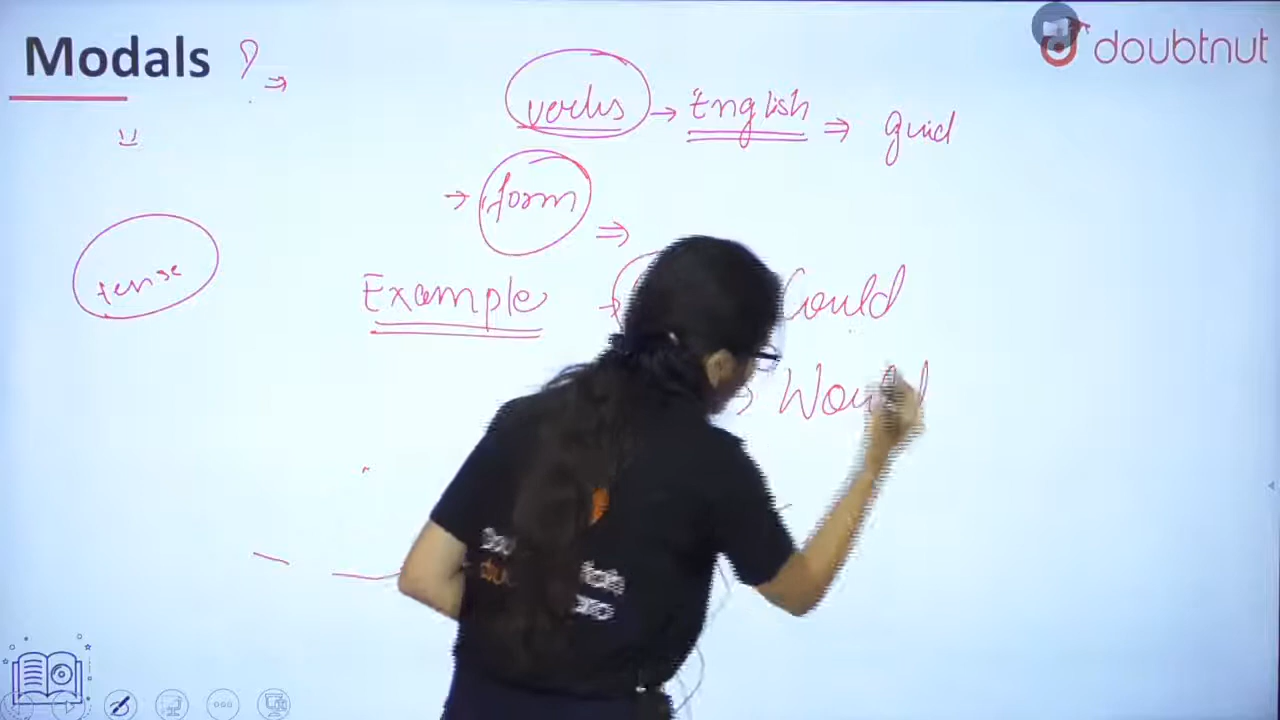 Modals ?
doubtnut
verbs → English ⇒ guid
→ form ⇒
tense
Example → Could
Would